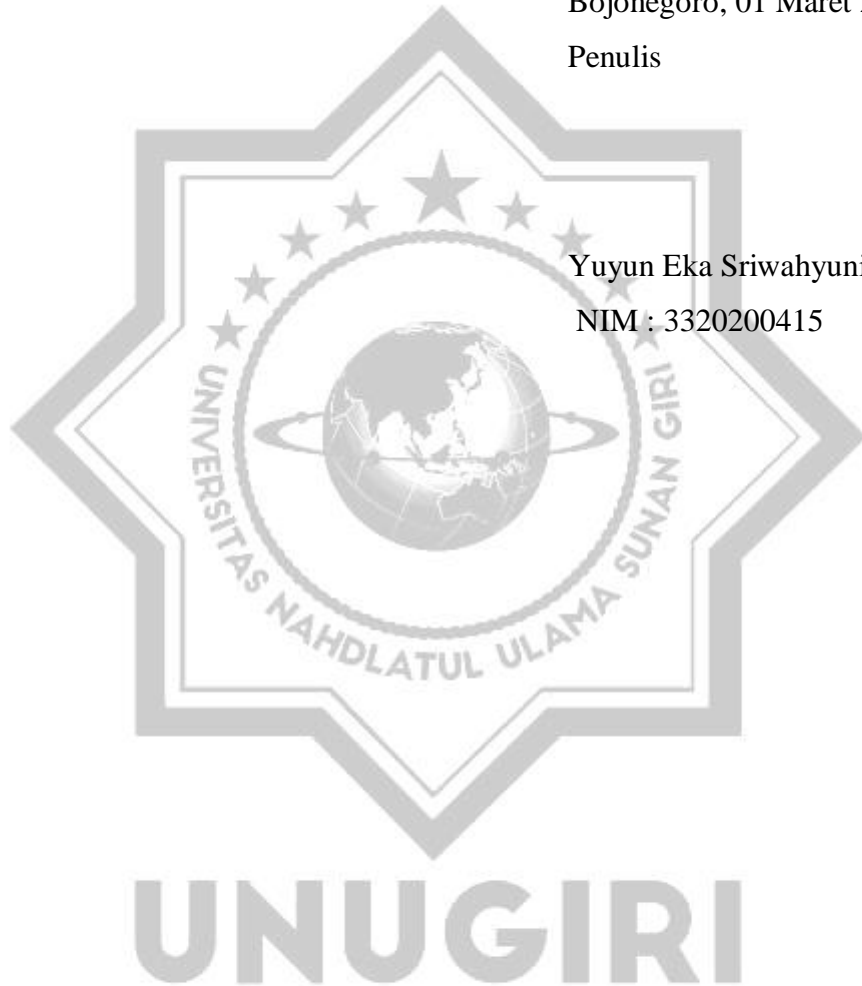 Bojonegoro, 01 Maret
Penulis
Yuyun Eka Sriwahyuni
NIM : 3320200415
UNIVERSITAS NAHDLATUL ULAMA SUNAN GIRI
UNUGIRI